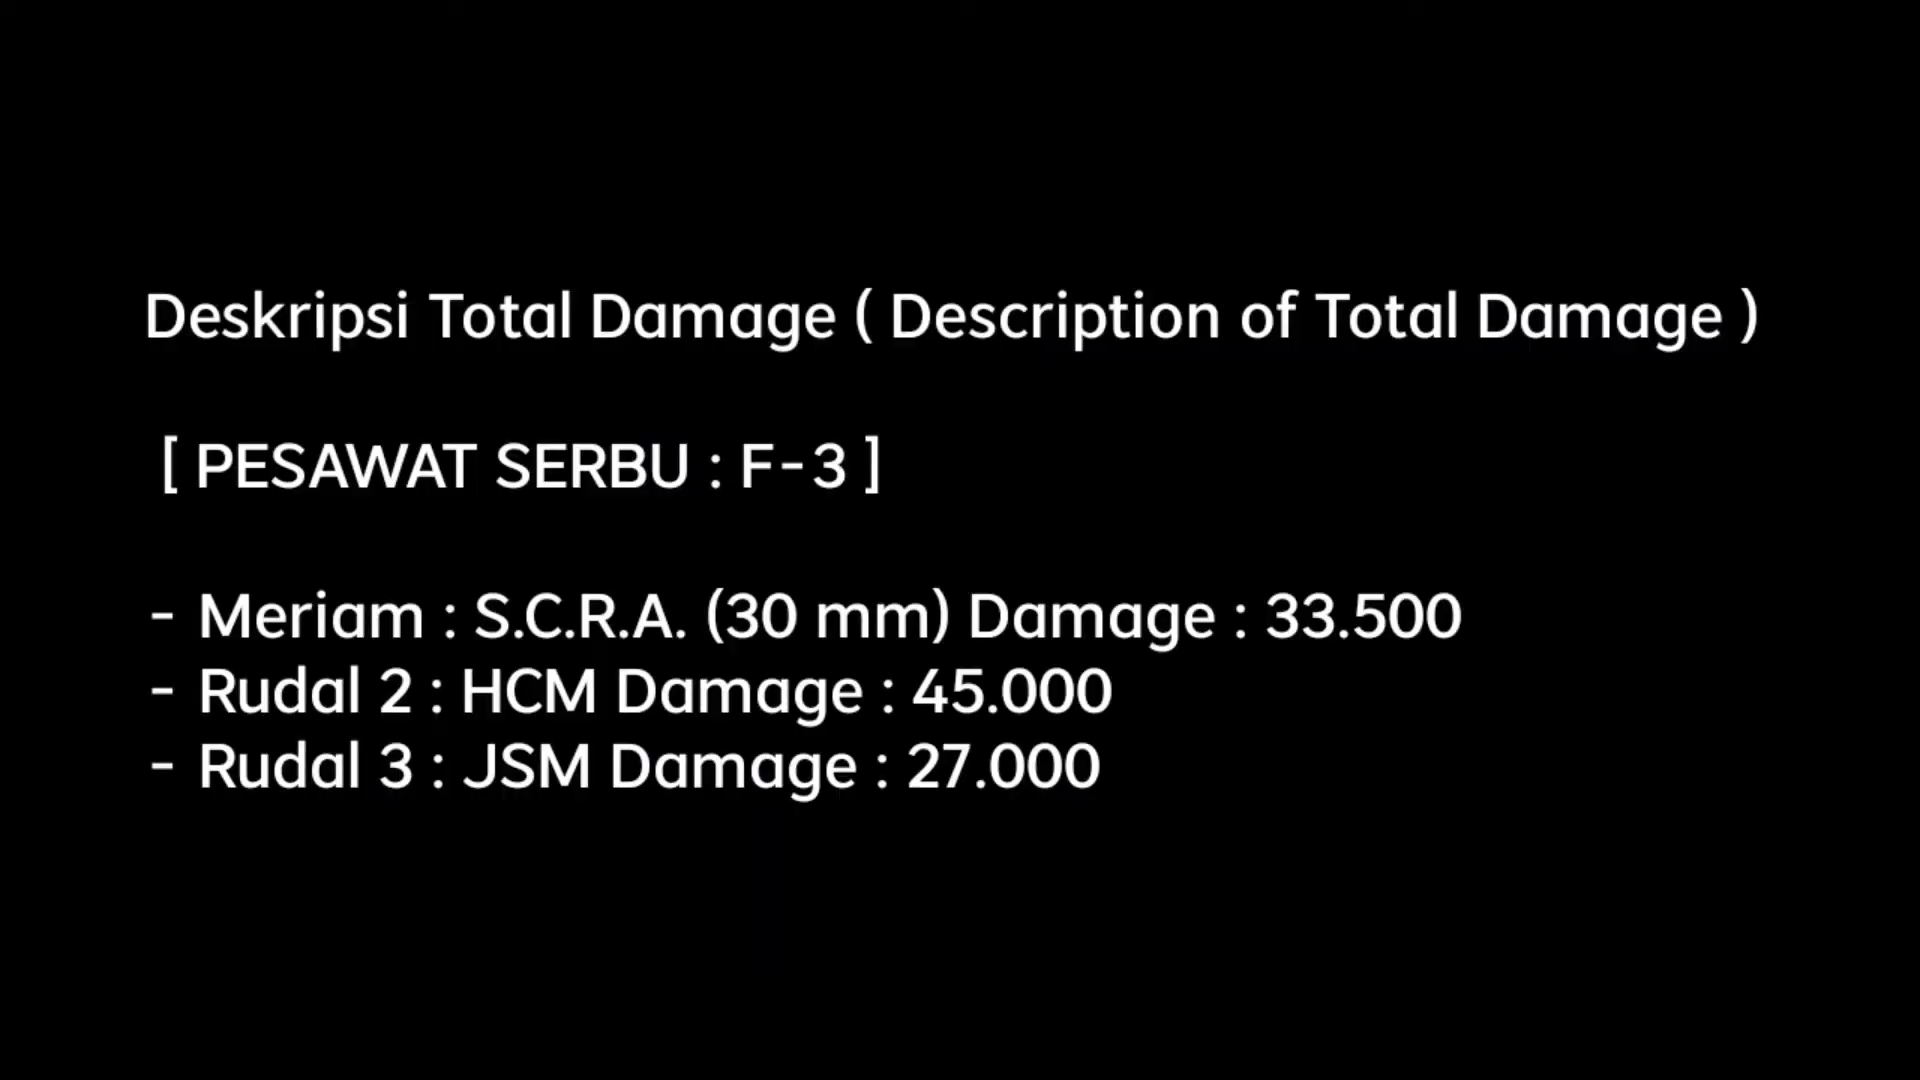 Deskripsi Total Damage ( Description of Total Damage )
[ PESAWAT SERBU : F-3 ]
- Meriam : S.C.R.A. (30 mm) Damage : 33.500
- Rudal 2 : HCM Damage : 45.000
- Rudal 3 : JSM Damage : 27.000